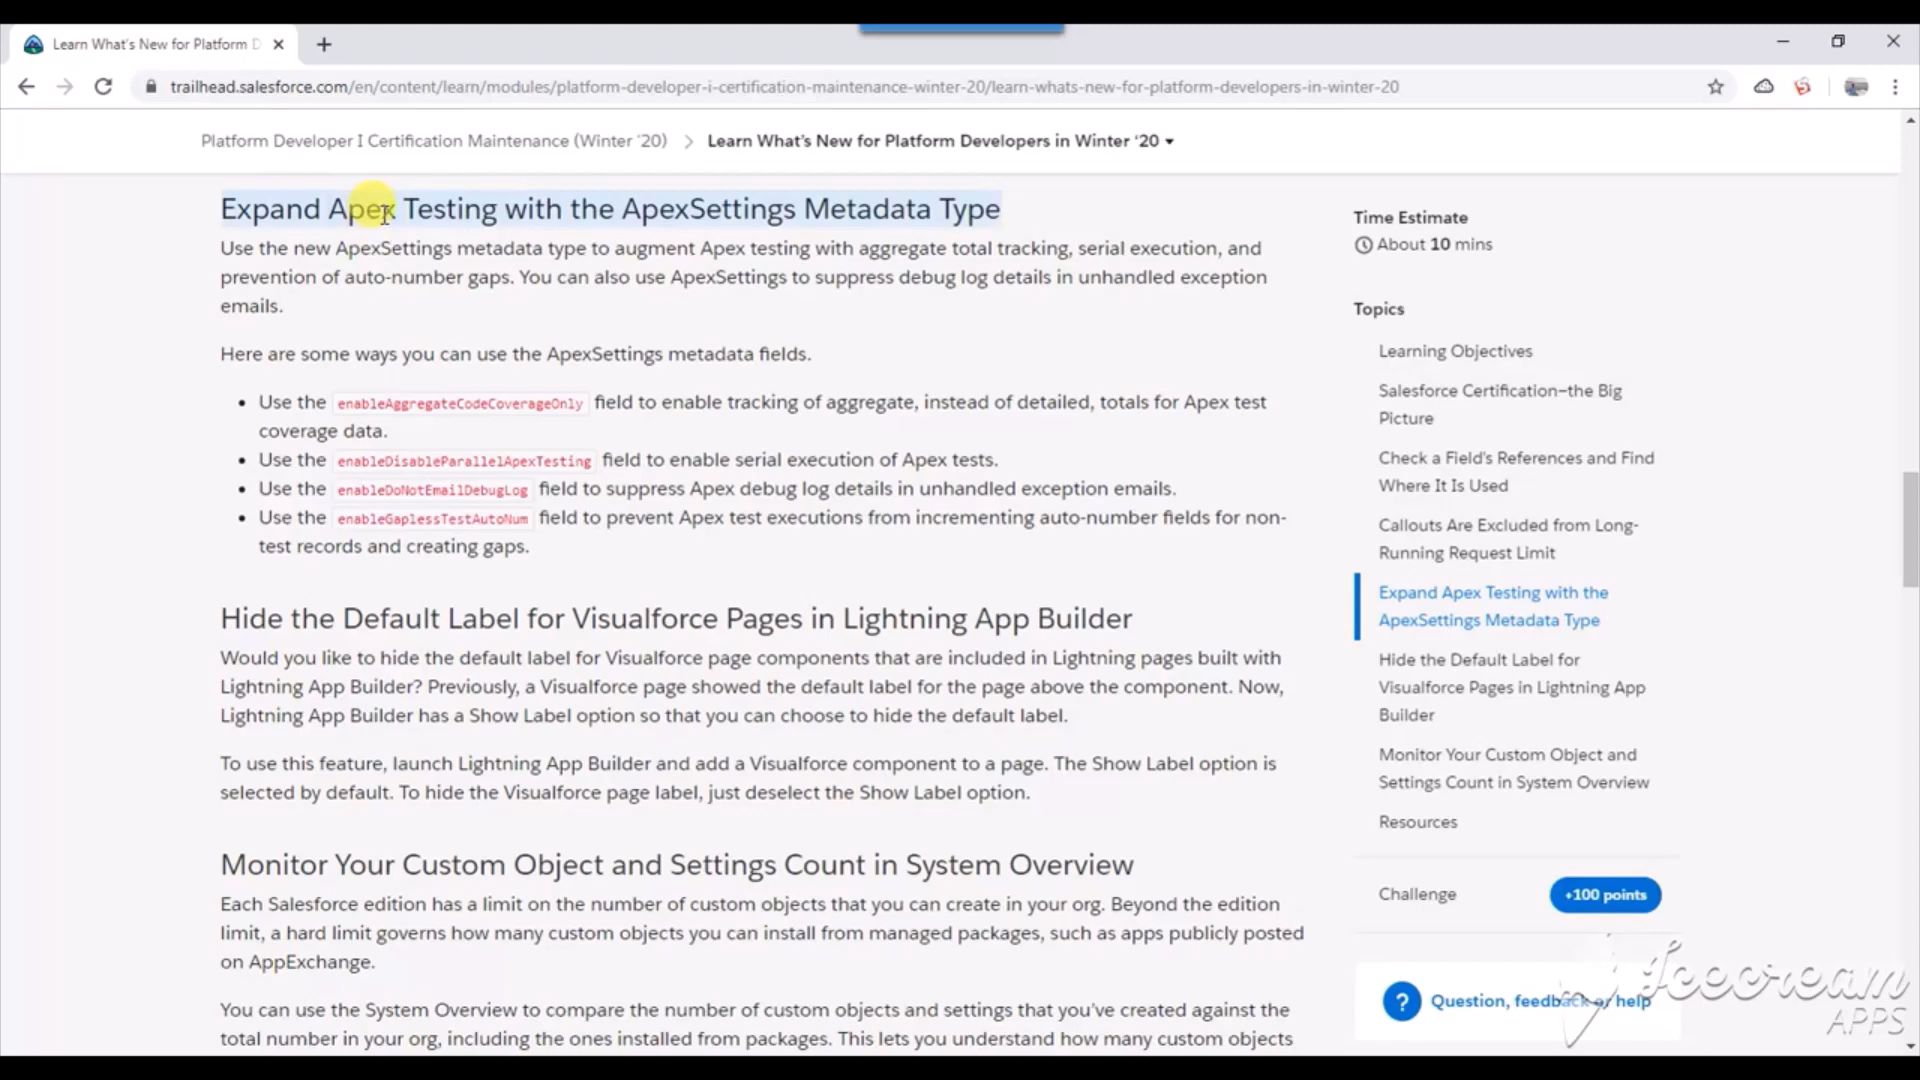 Learn What's New for Platform D
trailhead.salesforce.com/en/content/learn/modules/platform-developer-i-certification-maintenance-winter-20/learn-whats-new-for-platform-developers-in-winter-20
Platform Developer I Certification Maintenance (Winter '20) > Learn What's New for Platform Developers in Winter '20
Expand Apex Testing with the ApexSettings Metadata Type
Use the new ApexSettings metadata type to augment Apex testing with aggregate total tracking, serial execution, and
prevention of auto-number gaps. You can also use ApexSettings to suppress debug log details in unhandled exception
emails.
Here are some ways you can use the ApexSettings metadata fields.
• Use the enableAggregateCodeCoverageOnly field to enable tracking of aggregate, instead of detailed, totals for Apex test
coverage data.
• Use the enableDisableParallelApexTesting field to enable serial execution of Apex tests.
• Use the enableDoNotEmailDebugLog field to suppress Apex debug log details in unhandled exception emails.
• Use the enableGaplessTestAutoNum field to prevent Apex test executions from incrementing auto-number fields for non-
test records and creating gaps.
Hide the Default Label for Visualforce Pages in Lightning App Builder
Would you like to hide the default label for Visualforce page components that are included in Lightning pages built with
Lightning App Builder? Previously, a Visualforce page showed the default label for the page above the component. Now,
Lightning App Builder has a Show Label option so that you can choose to hide the default label.
To use this feature, launch Lightning App Builder and add a Visualforce component to a page. The Show Label option is
selected by default. To hide the Visualforce page label, just deselect the Show Label option.
Monitor Your Custom Object and Settings Count in System Overview
Each Salesforce edition has a limit on the number of custom objects that you can create in your org. Beyond the edition
limit, a hard limit governs how many custom objects you can install from managed packages, such as apps publicly posted
on AppExchange.
You can use the System Overview to compare the number of custom objects and settings that you've created against the
total number in your org, including the ones installed from packages. This lets you understand how many custom objects
Time Estimate
About 10 mins
Topics
Learning Objectives
Salesforce Certification—the Big
Picture
Check a Field's References and Find
Where It Is Used
Callouts Are Excluded from Long-
Running Request Limit
Expand Apex Testing with the
ApexSettings Metadata Type
Hide the Default Label for
Visualforce Pages in Lightning App
Builder
Monitor Your Custom Object and
Settings Count in System Overview
Resources
Challenge
+100 points
? Question, feedback or help
Icecream
APPS